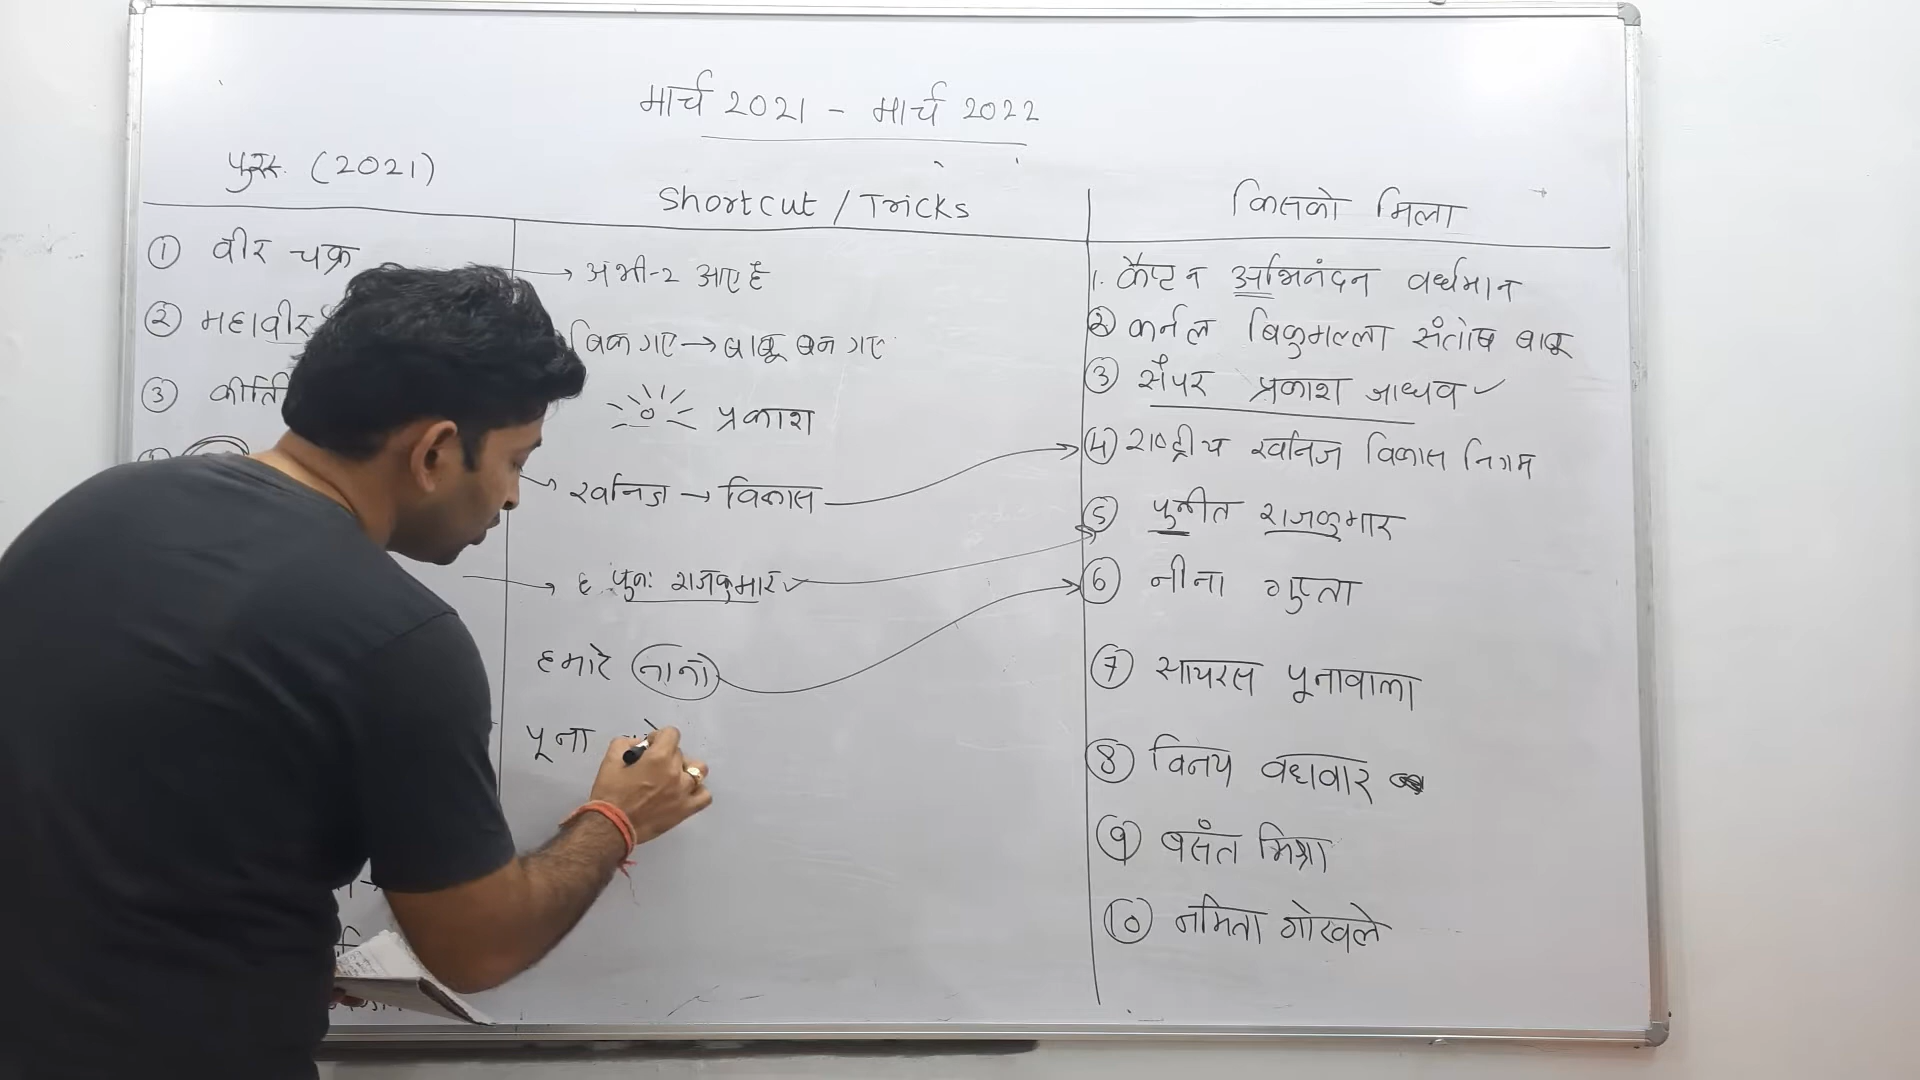 मार्च 2021 - मार्च 2022
पुरस्. (2021)
Shortcut / Tricks
किसको मिला
① वीर चक्र
② महावीर
③ कीर्ति
→ अभी-2 आए हैं
बिक गए → बाबू बन गए
प्रकाश
खनिज → विकास
→ ६ पुनः राजकुमार ✓
हमारे नाना
पूना
1. कैप्टन अभिनंदन वर्धमान
② कर्नल बिकुमल्ला संतोष बाबू
③ सैपर प्रकाश जाधव ✓
④ राष्ट्रीय खनिज विकास निगम
⑤ पुनीत राजकुमार
⑥ नीना गुप्ता
⑦ सायरस पूनावाला
⑧ विनय वधावार
⑨ बसंत मिश्रा
⑩ नमिता गोखले